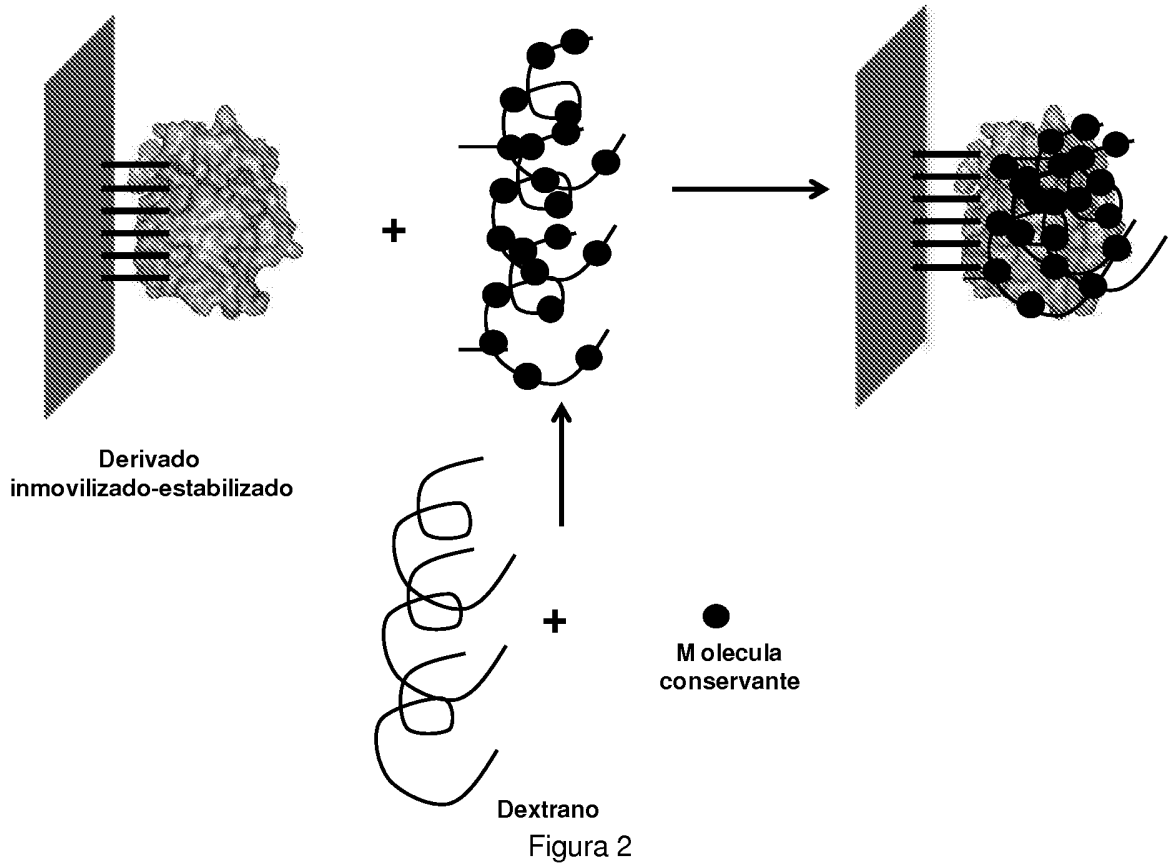 +
Derivado
inmovilizado-estabilizado
+
M olecula
conservante
Dextrano
Figura 2